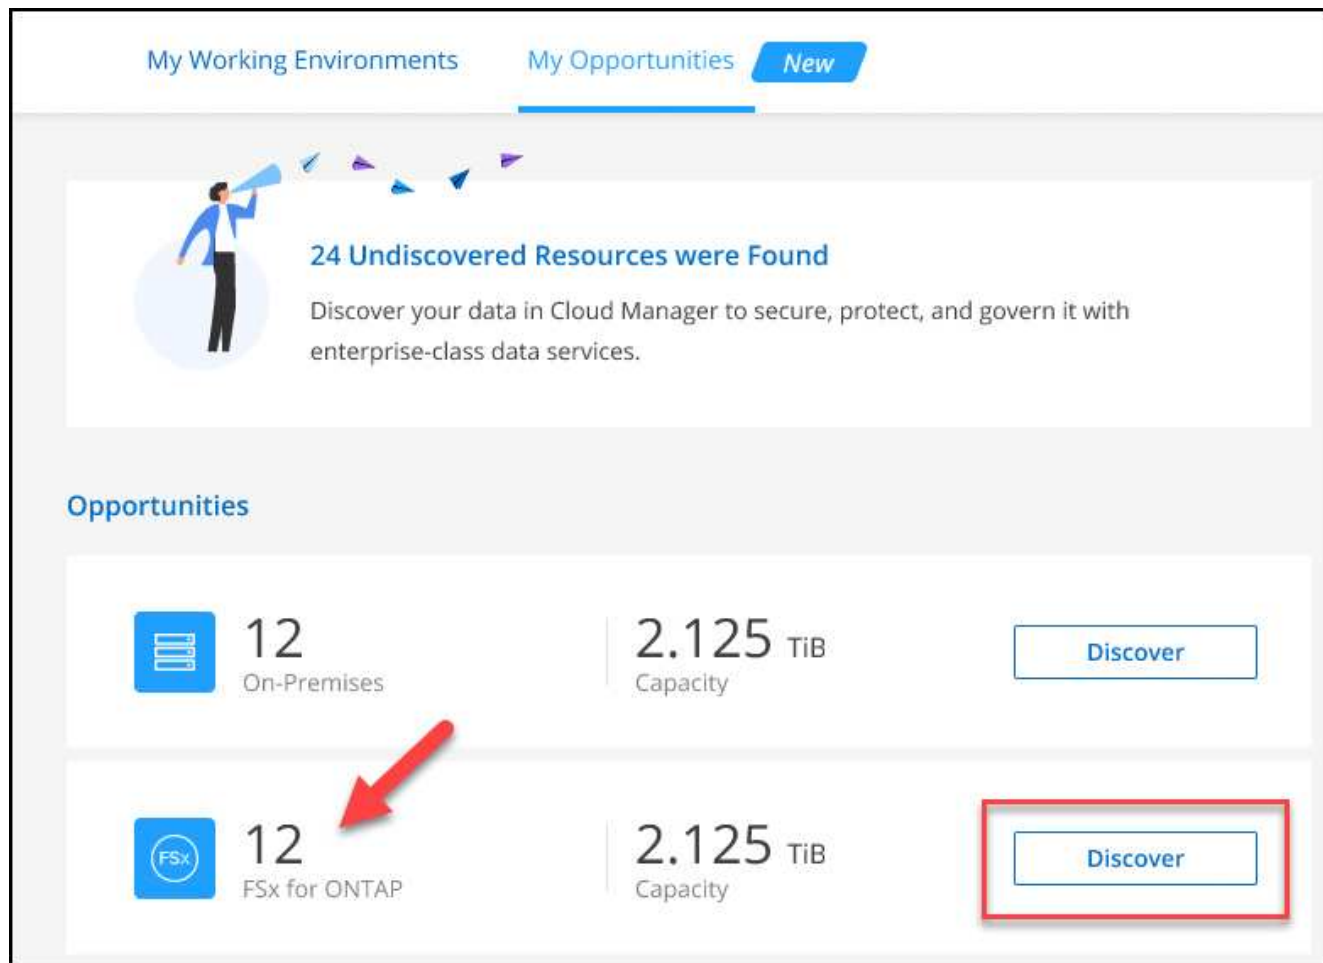 My Working Environments
My Opportunities
New
24 Undiscovered Resources were Found
Discover your data in Cloud Manager to secure, protect, and govern it with
enterprise-class data services.
Opportunities
12
On-Premises
2.125 TiB
Capacity
Discover
FSx
12
FSx for ONTAP
2.125 TiB
Capacity
Discover